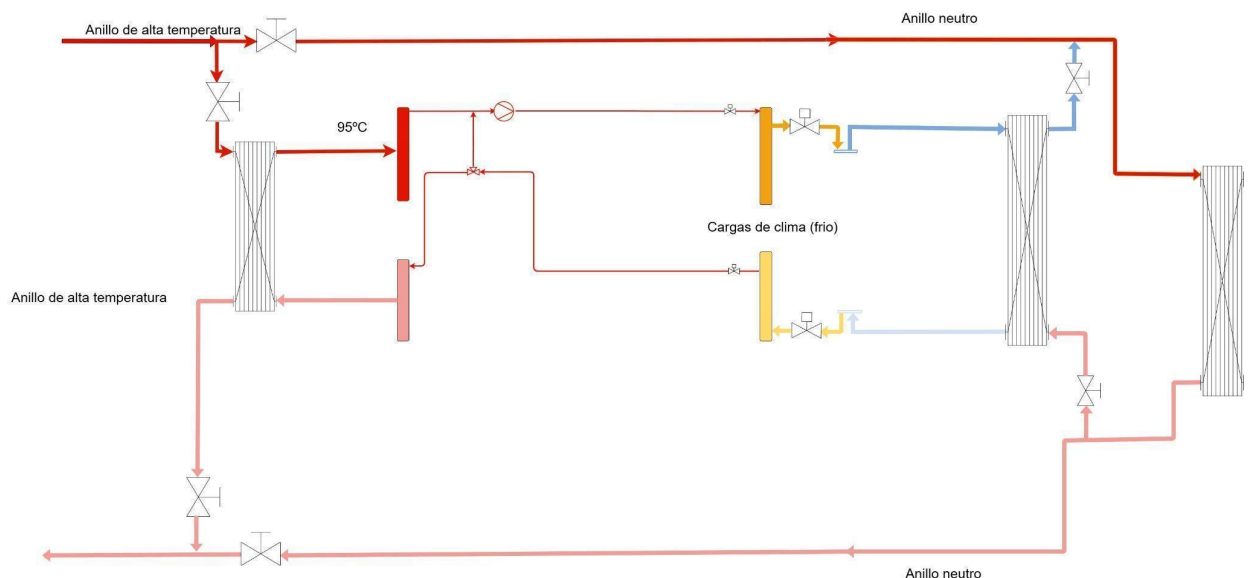 Anillo neutro
Anillo de alta temperatura
95ºC
Cargas de clima (frio)
Anillo de alta temperatura
Anillo neutro